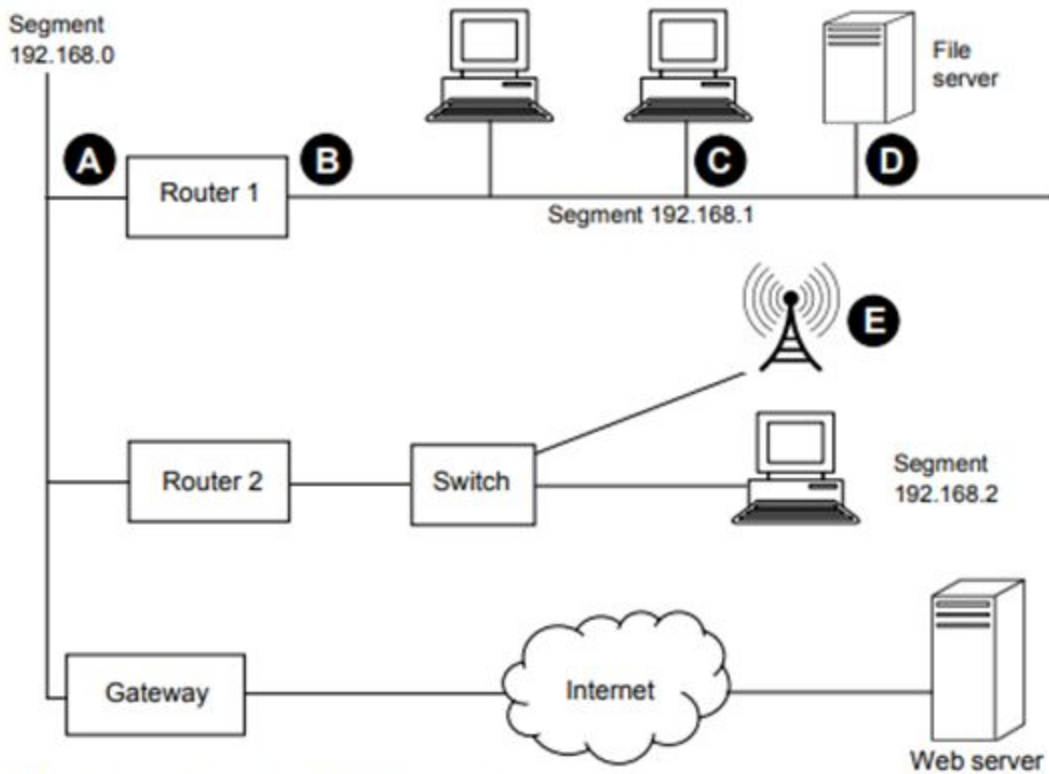 Segment
192.168.0
File
server
A
Router 1
B
C
D
Segment 192.168.1
E
Router 2
Switch
Segment
192.168.2
Gateway
Internet
Web server